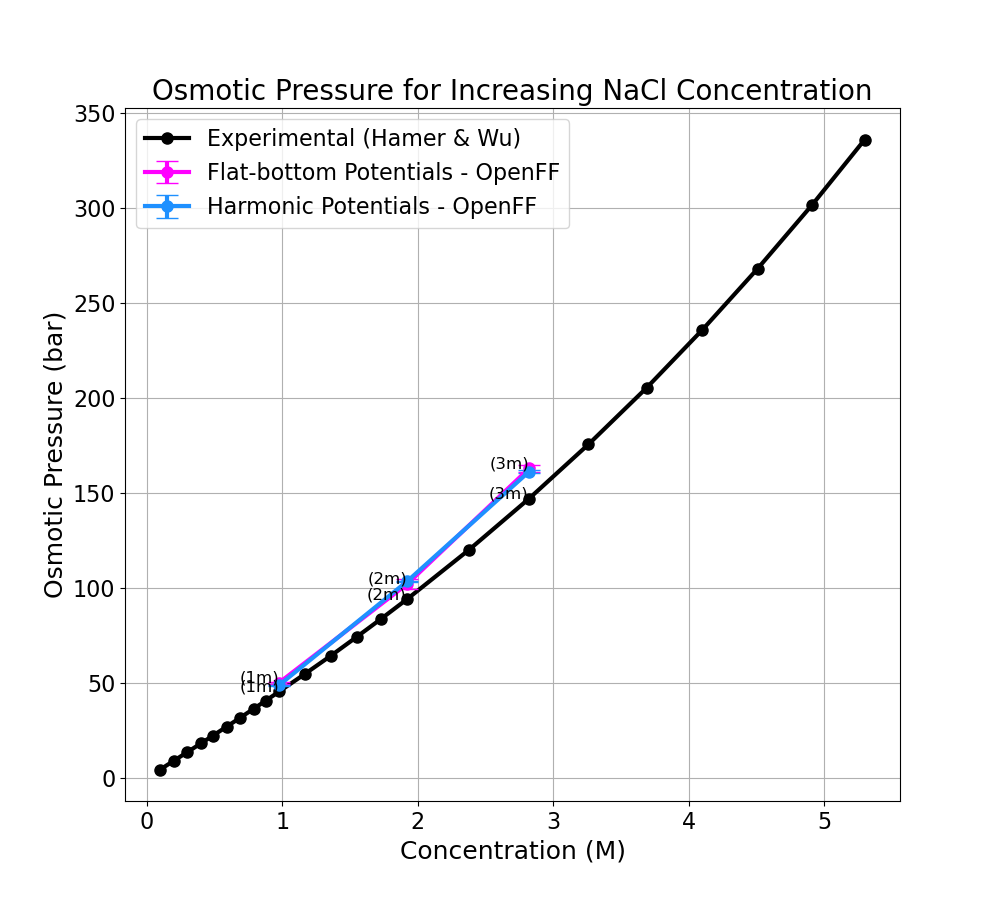 Osmotic Pressure for Increasing NaCl Concentration
Experimental (Hamer & Wu)
Flat-bottom Potentials - OpenFF
Harmonic Potentials - OpenFF
Osmotic Pressure (bar)
350
300
250
200
150
100
50
0
(3m)
(3m)
(2m)
(2m)
(1m)
(1m)
0 1 2 3 4 5
Concentration (M)